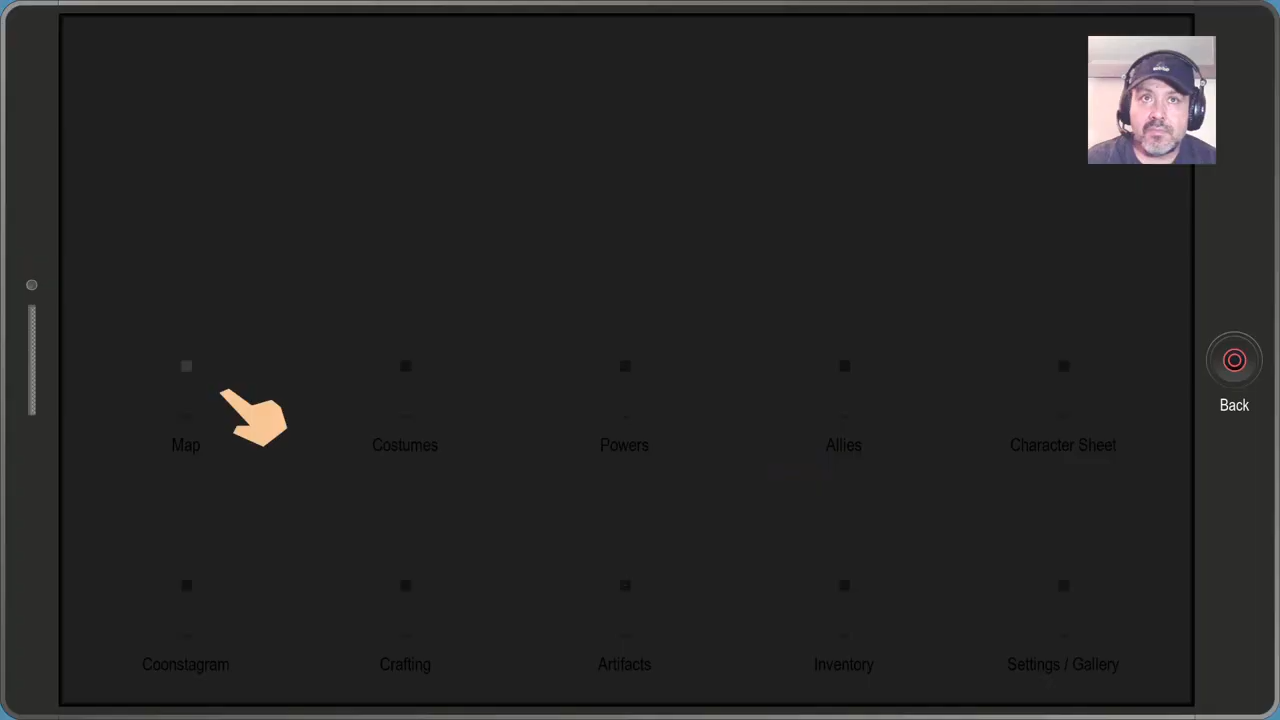 Back
Map
Costumes
Powers
Allies
Character Sheet
Coonstagram
Crafting
Artifacts
Inventory
Settings / Gallery